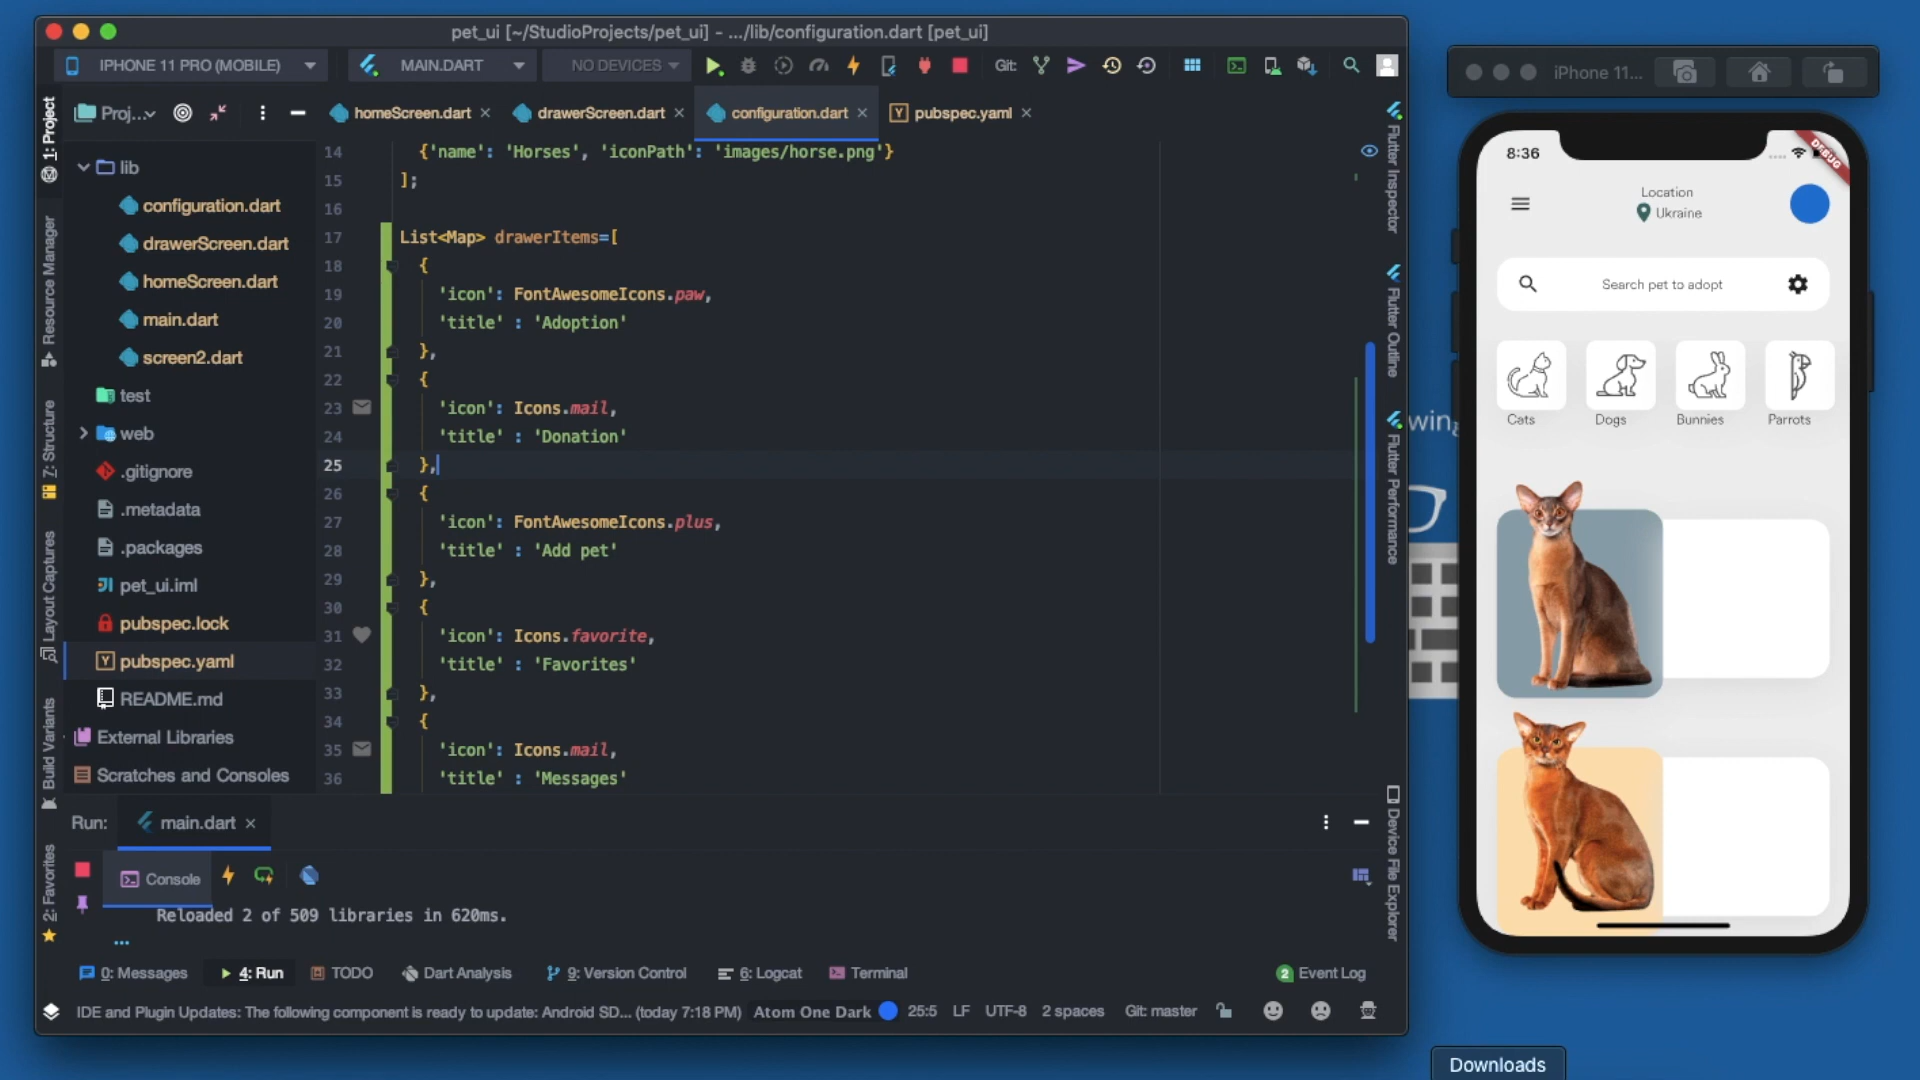 pet_ui [~/StudioProjects/pet_ui] - .../lib/configuration.dart [pet_ui]
IPHONE 11 PRO (MOBILE)
MAIN.DART
NO DEVICES
Git:
1: Project
Resource Manager
7: Structure
Layout Captures
Build Variants
2: Favorites
Proj...
homeScreen.dart
drawerScreen.dart
configuration.dart
pubspec.yaml
lib
configuration.dart
drawerScreen.dart
homeScreen.dart
main.dart
screen2.dart
test
web
.gitignore
.metadata
.packages
pet_ui.iml
pubspec.lock
pubspec.yaml
README.md
External Libraries
Scratches and Consoles
14 {'name': 'Horses', 'iconPath': 'images/horse.png'}
15 ];
16
17 List<Map> drawerItems=[
18 {
19 'icon': FontAwesomeIcons.paw,
20 'title' : 'Adoption'
21 },
22 {
23 'icon': Icons.mail,
24 'title' : 'Donation'
25 },
26 {
27 'icon': FontAwesomeIcons.plus,
28 'title' : 'Add pet'
29 },
30 {
31 'icon': Icons.favorite,
32 'title' : 'Favorites'
33 },
34 {
35 'icon': Icons.mail,
36 'title' : 'Messages'
Flutter Inspector
Flutter Outline
Flutter Performance
Device File Explorer
Run:
main.dart
Console
Reloaded 2 of 509 libraries in 620ms.
0: Messages
4: Run
TODO
Dart Analysis
9: Version Control
6: Logcat
Terminal
2 Event Log
IDE and Plugin Updates: The following component is ready to update: Android SD... (today 7:18 PM)
Atom One Dark
25:5
LF
UTF-8
2 spaces
Git: master
iPhone 11...
8:36
DEBUG
Location
Ukraine
Search pet to adopt
Cats
Dogs
Bunnies
Parrots
Downloads